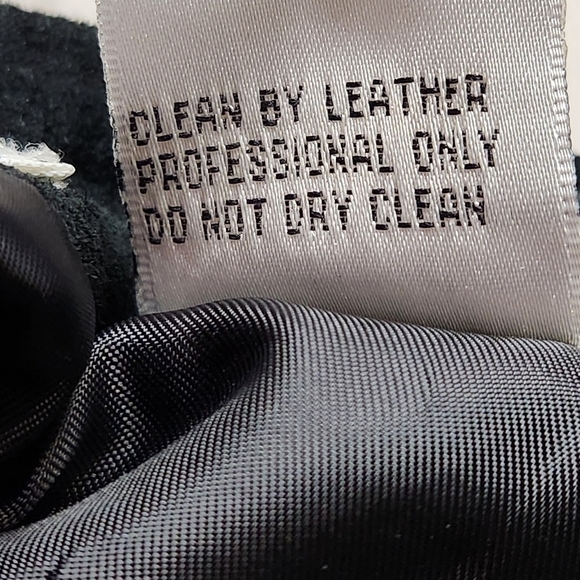 CLEAN BY LEATHER
PROFESSIONAL ONLY
DO NOT DRY CLEAN